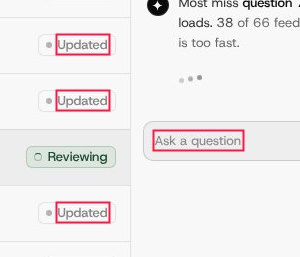 Updated
Updated
Reviewing
Updated
Most miss question
loads. 38 of 66 feed
is too fast.
Ask a question